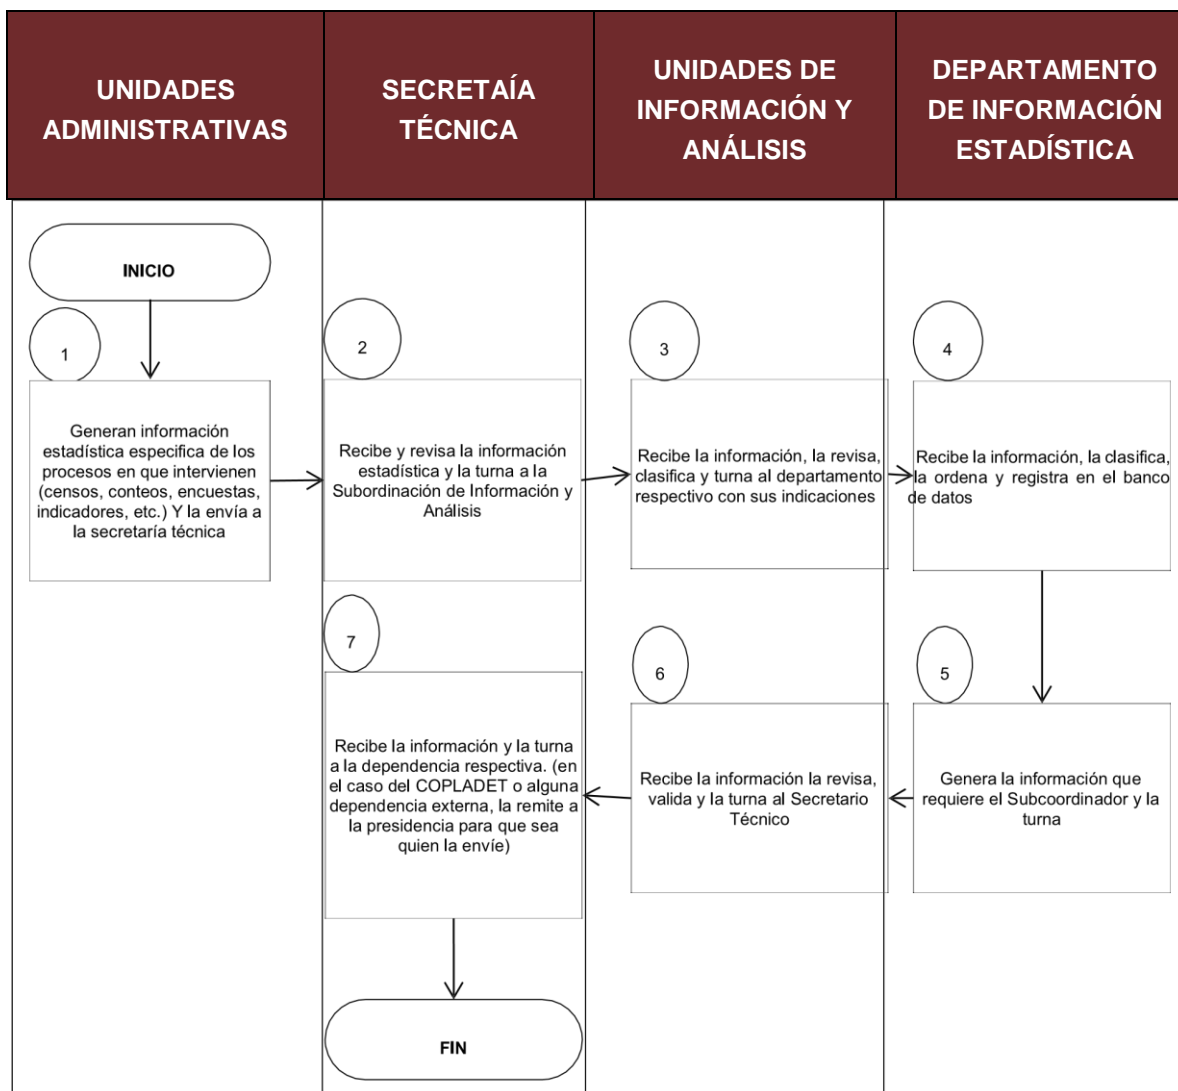 UNIDADES
ADMINISTRATIVAS
SECRETAÍA
TÉCNICA
UNIDADES DE
INFORMACIÓN Y
ANÁLISIS
DEPARTAMENTO
DE INFORMACIÓN
ESTADÍSTICA
INICIO
1
Generan información
estadística especifica de los
procesos en que intervienen
(censos, conteos, encuestas,
indicadores, etc.) Y la envía a
la secretaría técnica
2
Recibe y revisa la información
estadística y la turna a la
Subordinación de Información y
Análisis
3
Recibe la información, la revisa,
clasifica y turna al departamento
respectivo con sus indicaciones
4
Recibe la información, la clasifica,
la ordena y registra en el banco
de datos
5
Genera la información que
requiere el Subcoordinador y la
turna
6
Recibe la información la revisa,
valida y la turna al Secretario
Técnico
7
Recibe la información y la turna
a la dependencia respectiva. (en
el caso del COPLADET o alguna
dependencia externa, la remite a
la presidencia para que sea
quien la envíe)
FIN